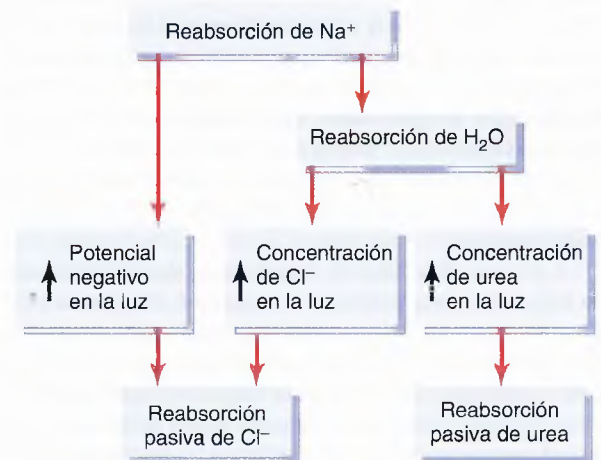 Reabsorción de Na⁺
Reabsorción de H₂O
Potencial
negativo
en la luz
Concentración
de Cl⁻
en la luz
Concentración
de urea
en la luz
Reabsorción
pasiva de Cl⁻
Reabsorción
pasiva de urea